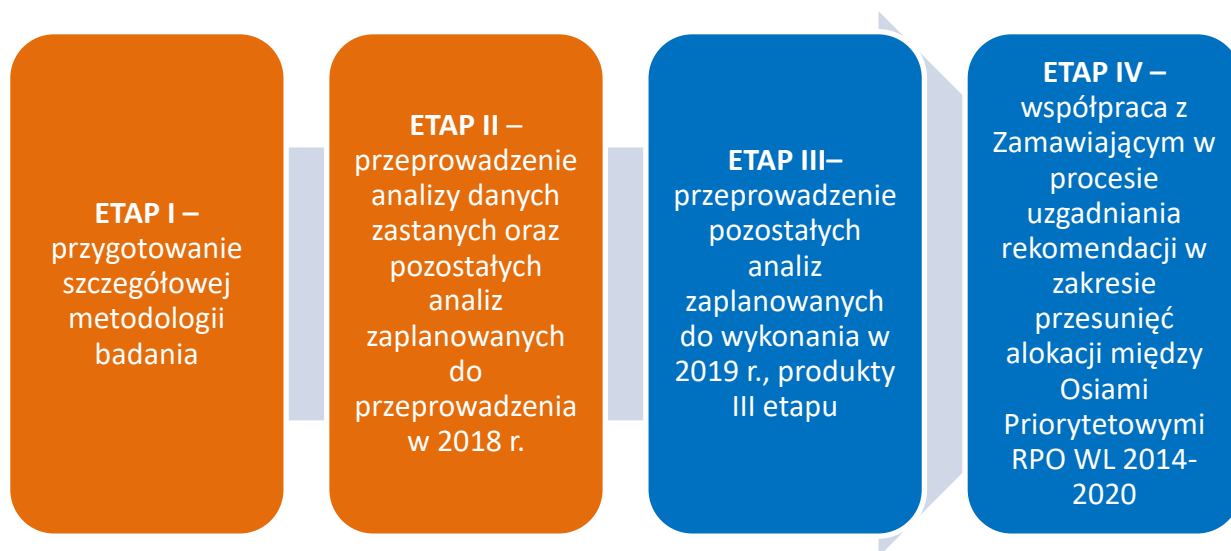 ETAP I –
przygotowanie
szczegółowej
metodologii
badania
ETAP II –
przeprowadzenie
analizy danych
zastanych oraz
pozostałych
analiz
zaplanowanych
do
przeprowadzenia
w 2018 r.
ETAP III–
przeprowadzenie
pozostałych
analiz
zaplanowanych
do wykonania w
2019 r., produkty
III etapu
ETAP IV –
współpraca z
Zamawiającym w
procesie
uzgadniania
rekomendacji w
zakresie
przesunięć
alokacji między
Osiami
Priorytetowymi
RPO WL 2014-
2020